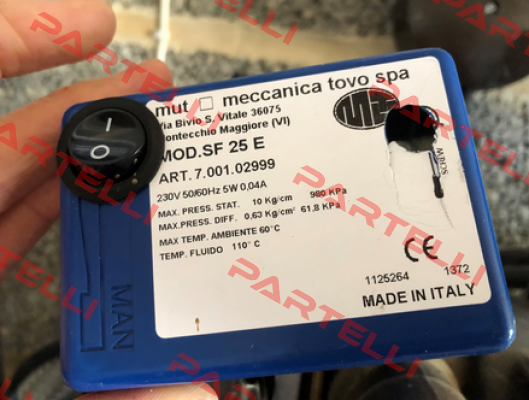 mut meccanica tovo spa
Via Bivio S. Vitale 36075
Montecchio Maggiore (VI)
MOD.SF 25 E
ART. 7.001.02999
230V 50/60Hz 5W 0,04A
MAX. PRESS. STAT. 10 Kg/cm 980 KPa
MAX.PRESS. DIFF. 0,63 Kg/cm² 61,8 KPa
MAX TEMP. AMBIENTE 60°C
TEMP. FLUIDO 110° C
1125264 1372
MADE IN ITALY
CE
SCREW
MAN
I
O
PARTELLI
PARTELLI
PARTELLI
PARTELLI
PARTELLI
PARTELLI
PARTELLI